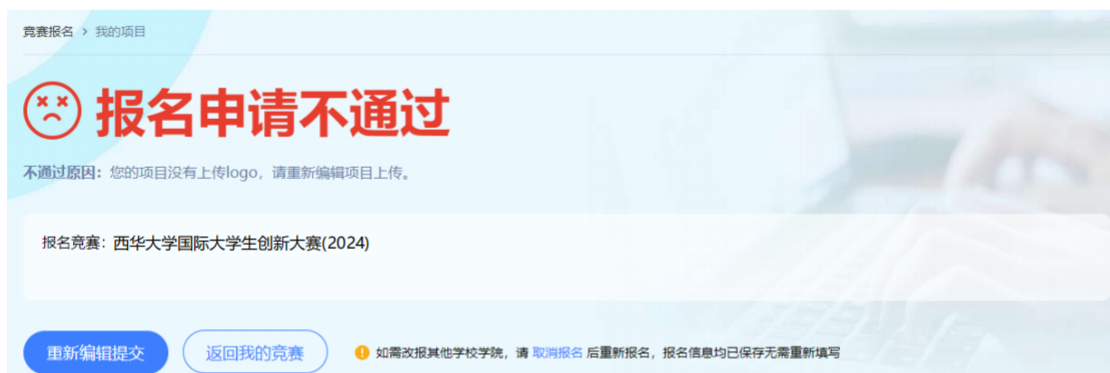 竞赛报名 > 我的项目
报名申请不通过
不通过原因：您的项目没有上传logo，请重新编辑项目上传。
报名竞赛：西华大学国际大学生创新大赛(2024)
重新编辑提交 返回我的竞赛 如需改报其他学校学院，请 取消报名 后重新报名，报名信息均已保存无需重新填写